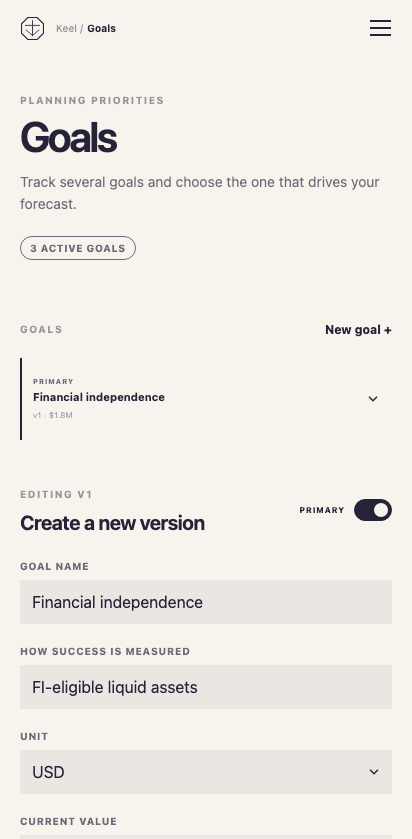 Keel / Goals
PLANNING PRIORITIES
Goals
Track several goals and choose the one that drives your
forecast.
3 ACTIVE GOALS
GOALS
New goal +
PRIMARY
Financial independence
v1 · $1.8M
EDITING V1
Create a new version
PRIMARY
GOAL NAME
Financial independence
HOW SUCCESS IS MEASURED
FI-eligible liquid assets
UNIT
USD
CURRENT VALUE